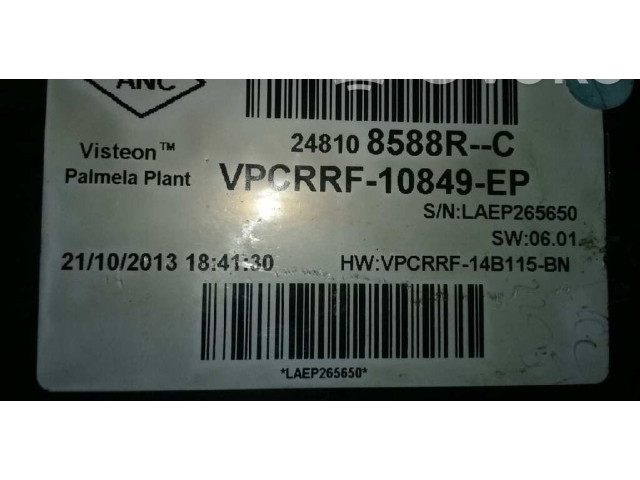 ANC
24810 8588R--C
Visteon™
Palmela Plant
VPCRRF-10849-EP
S/N:LAEP265650
SW:06.01
21/10/2013 18:41:30
HW:VPCRRF-14B115-BN
*LAEP265650*